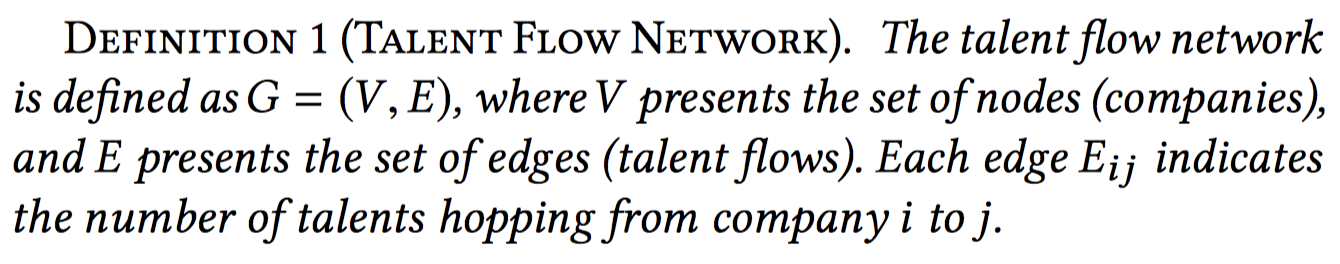 DEFINITION 1 (TALENT FLOW NETWORK). The talent flow network
is defined as G = (V, E), where V presents the set of nodes (companies),
and E presents the set of edges (talent flows). Each edge E_{ij} indicates
the number of talents hopping from company i to j.